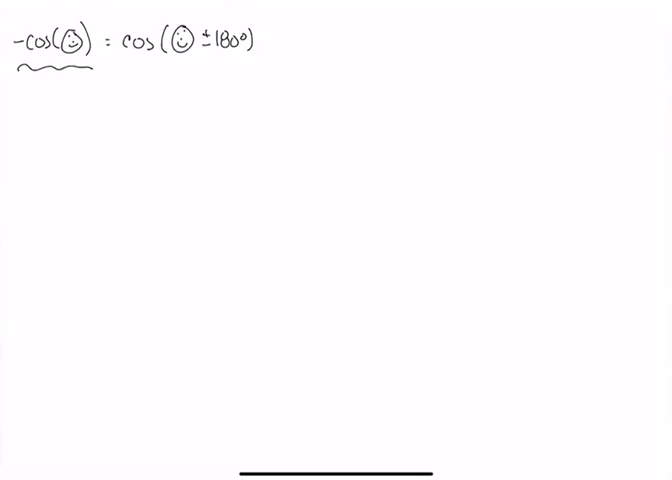 -cos(☺) = cos(☺ ± 180°)